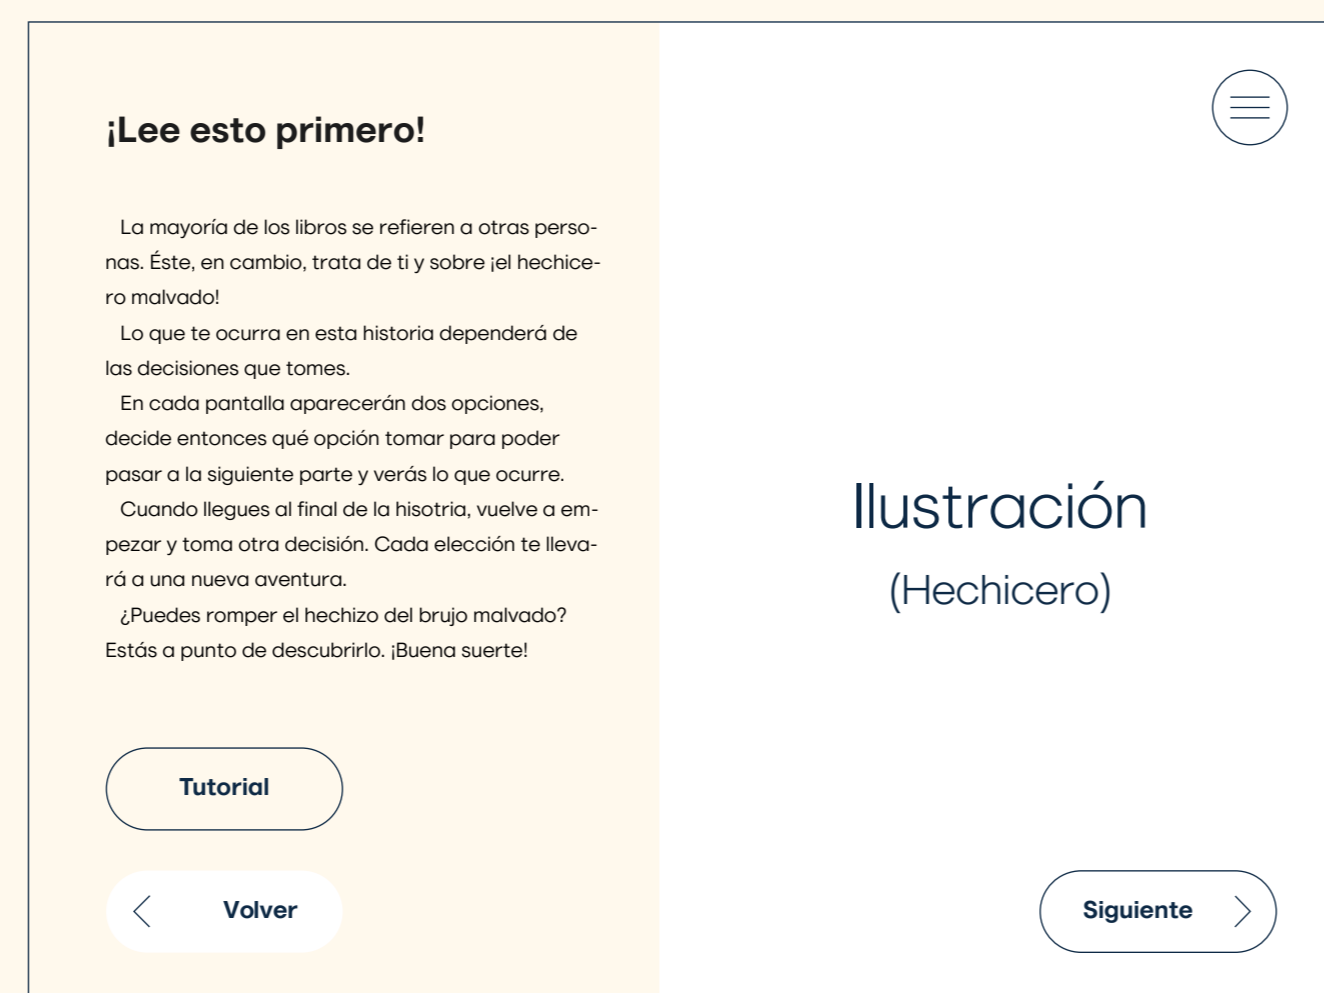 ¡Lee esto primero!
La mayoría de los libros se refieren a otras perso-
nas. Éste, en cambio, trata de ti y sobre ¡el hechice-
ro malvado!
Lo que te ocurra en esta historia dependerá de
las decisiones que tomes.
En cada pantalla aparecerán dos opciones,
decide entonces qué opción tomar para poder
pasar a la siguiente parte y verás lo que ocurre.
Cuando llegues al final de la hisotria, vuelve a em-
pezar y toma otra decisión. Cada elección te lleva-
rá a una nueva aventura.
¿Puedes romper el hechizo del brujo malvado?
Estás a punto de descubrirlo. ¡Buena suerte!
Tutorial
Volver
Ilustración
(Hechicero)
Siguiente